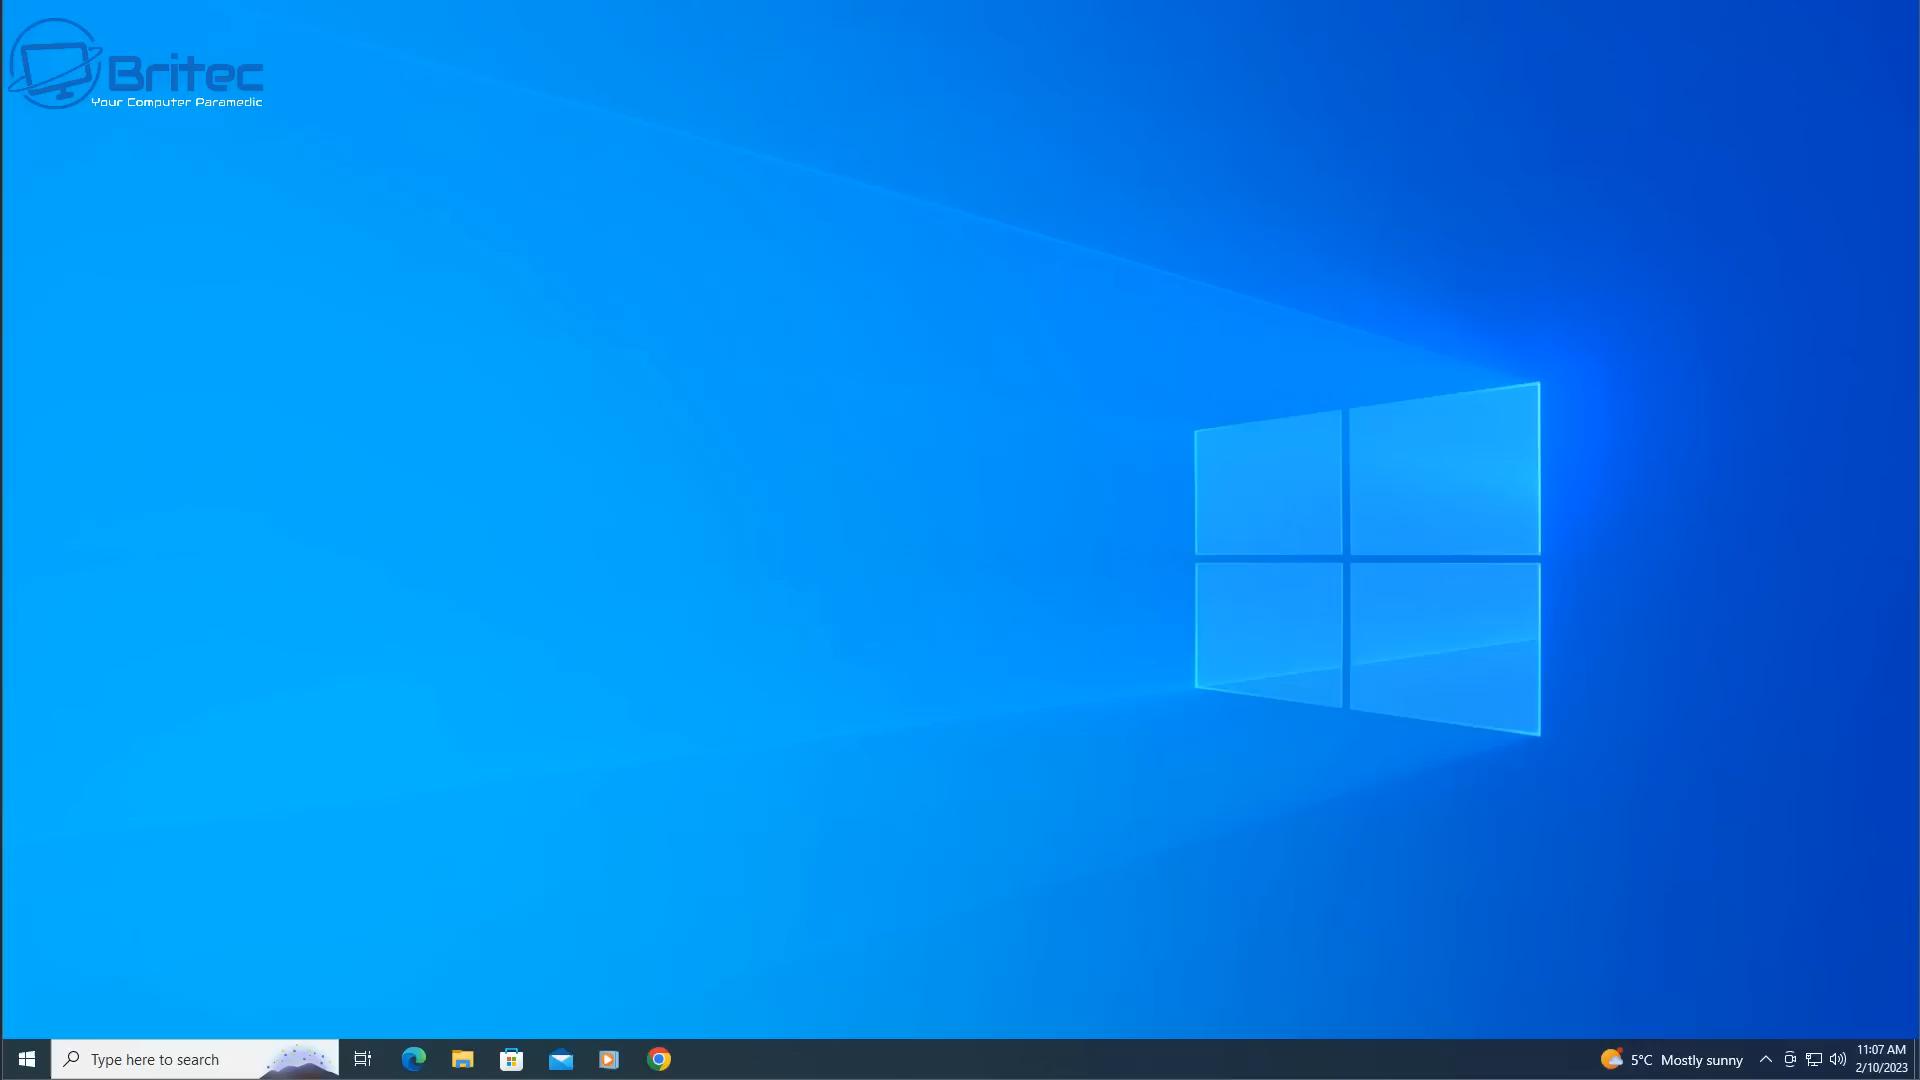 Britec
Your Computer Paramedic
Type here to search
5°C Mostly sunny
11:07 AM
2/10/2023